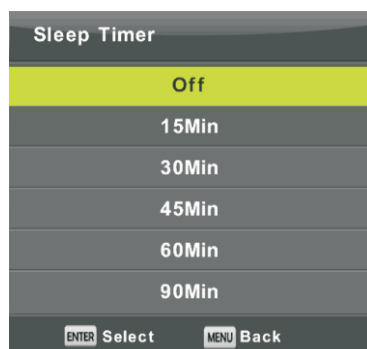 Sleep Timer
Off
15Min
30Min
45Min
60Min
90Min
ENTER Select MENU Back